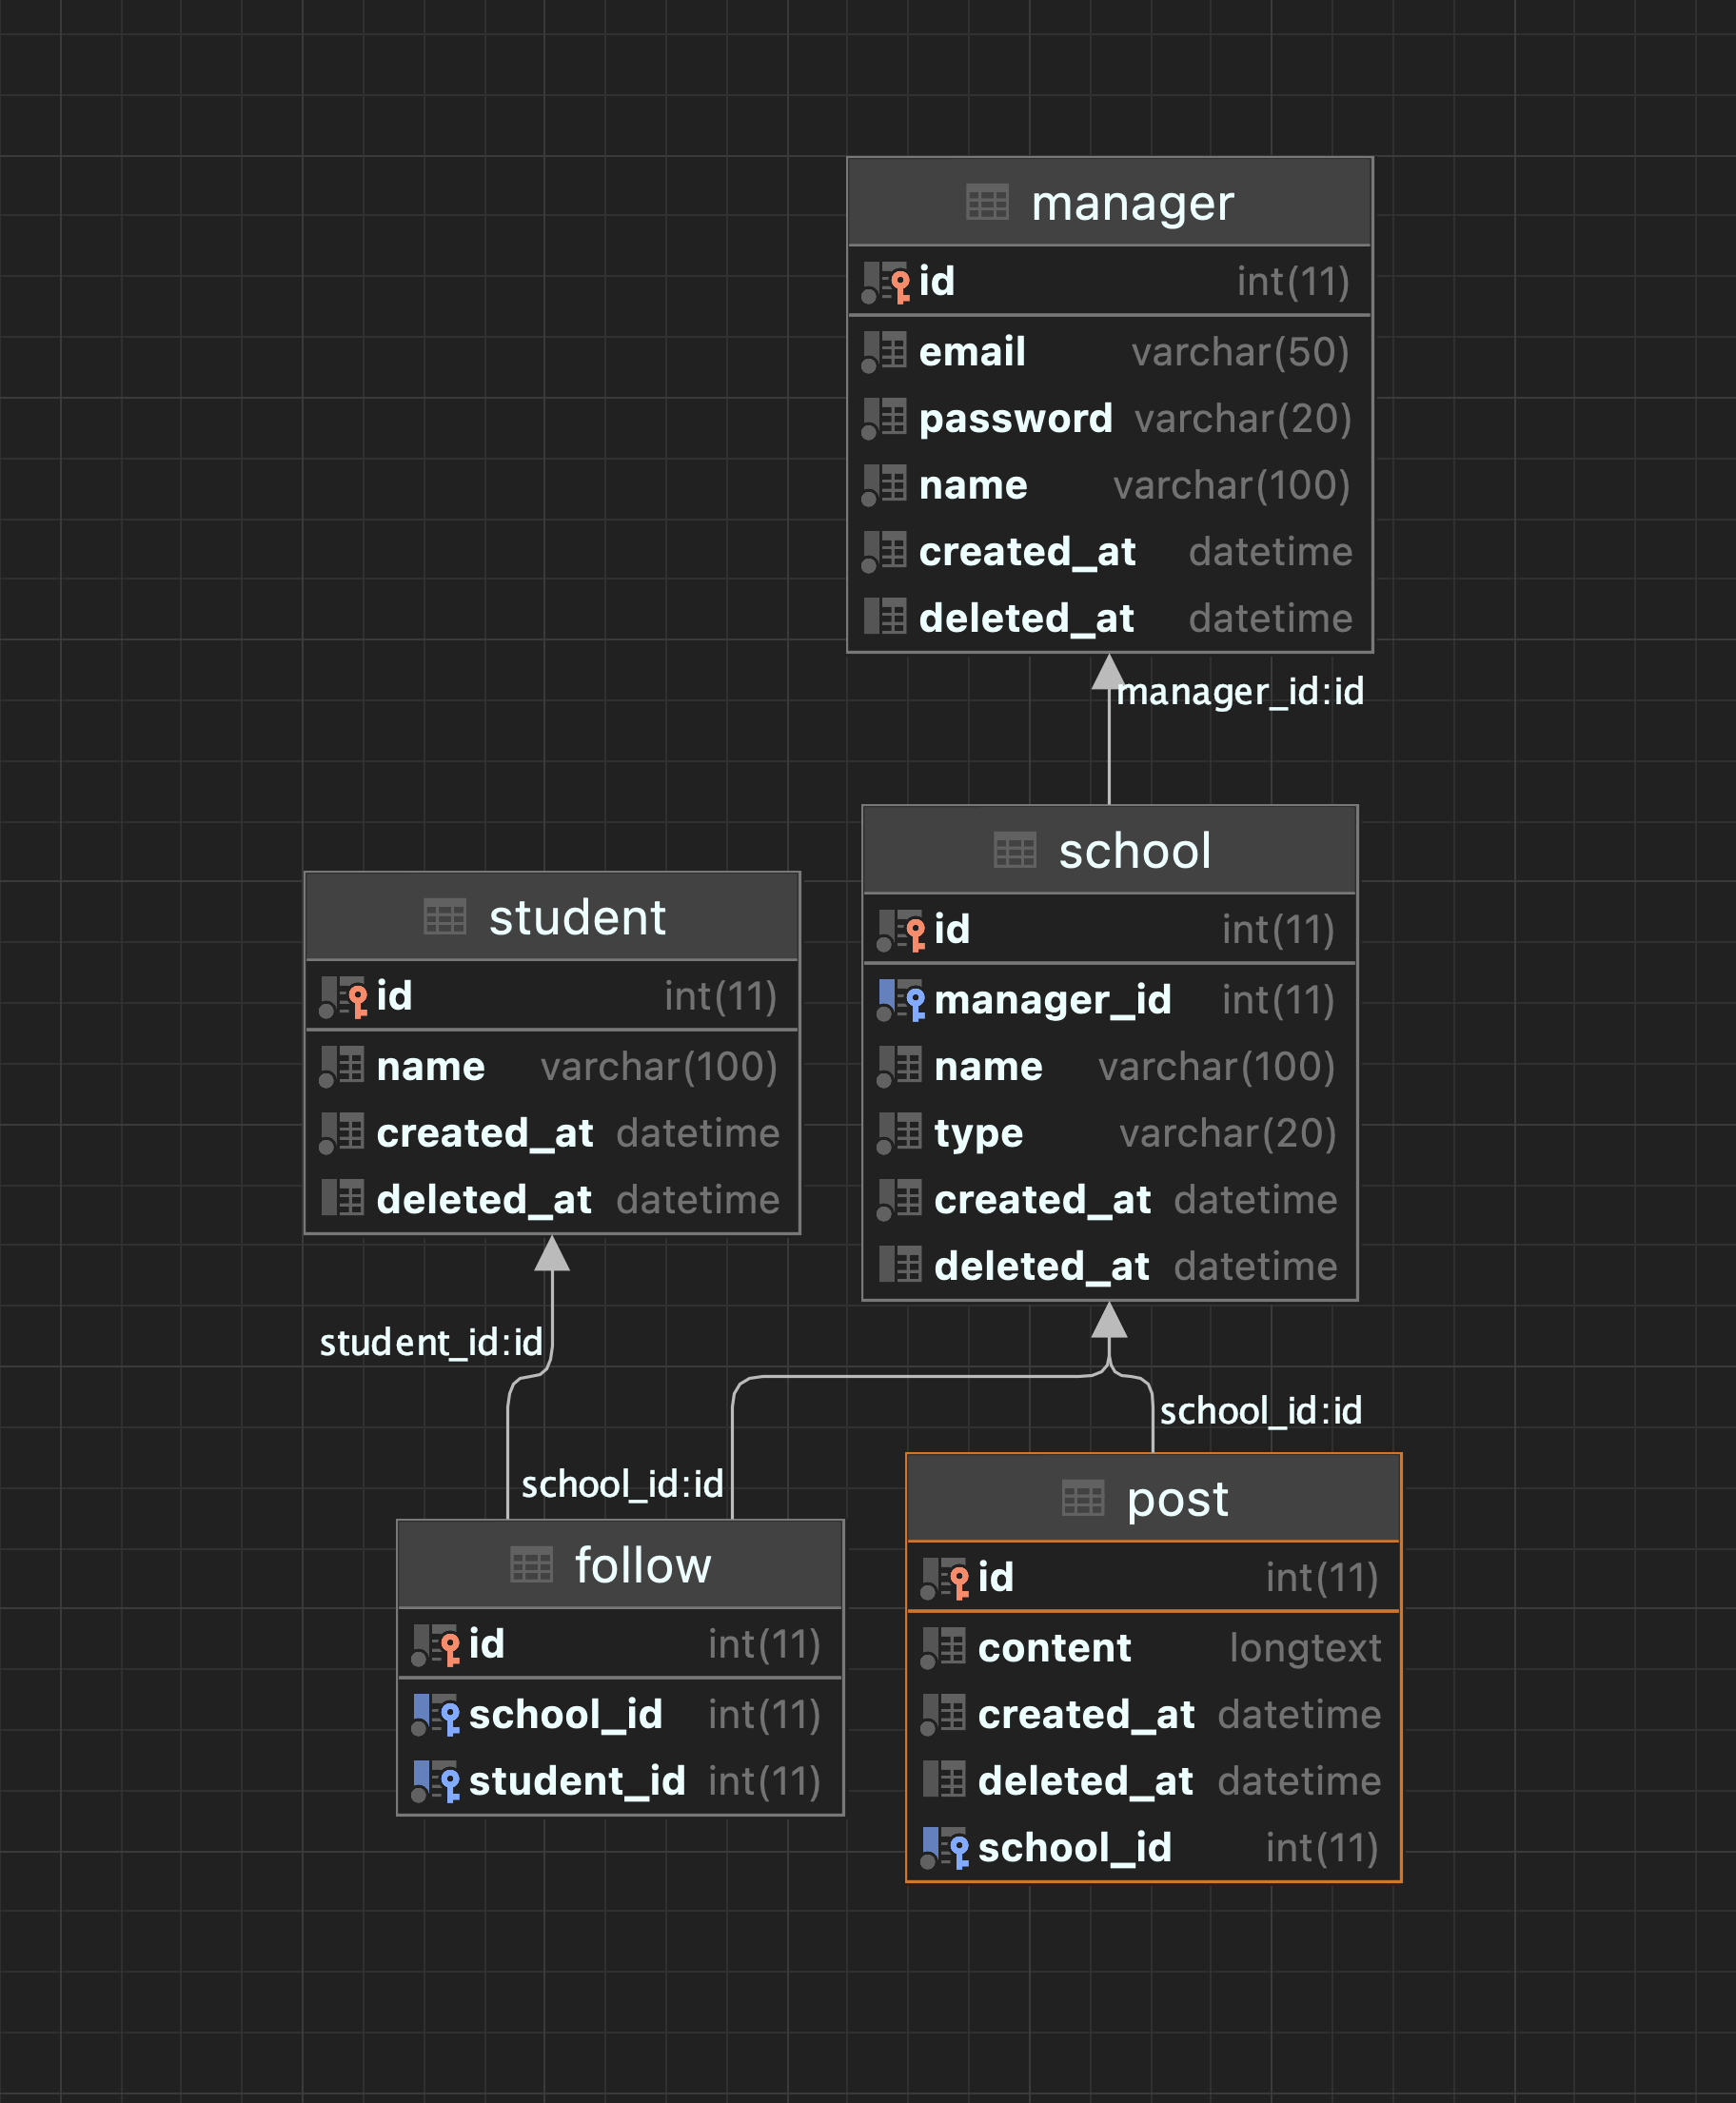 manager
id int(11)
email varchar(50)
password varchar(20)
name varchar(100)
created_at datetime
deleted_at datetime
manager_id:id
school
id int(11)
manager_id int(11)
name varchar(100)
type varchar(20)
created_at datetime
deleted_at datetime
student
id int(11)
name varchar(100)
created_at datetime
deleted_at datetime
student_id:id
school_id:id
school_id:id
follow
id int(11)
school_id int(11)
student_id int(11)
post
id int(11)
content longtext
created_at datetime
deleted_at datetime
school_id int(11)